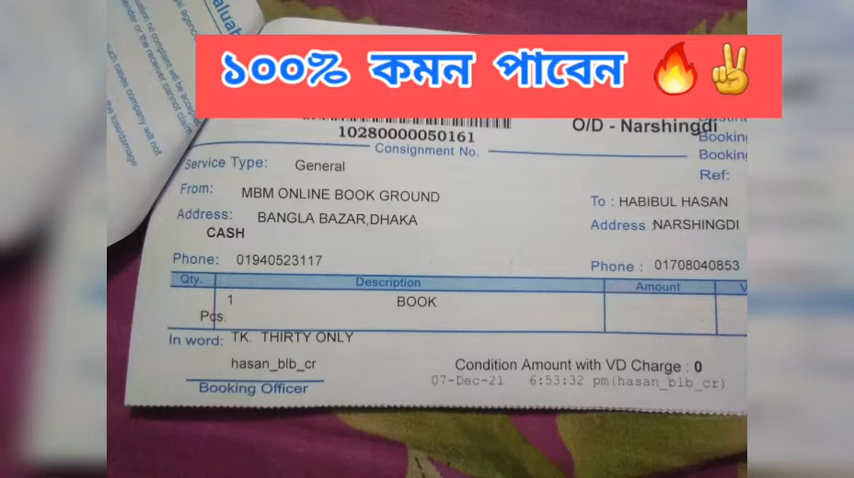 ১০০% কমন পাবেন 🔥✌️
10280000050161
O/D - Narshingdi
Consignment No.
Booking
Booking
Service Type: General
Ref:
From: MBM ONLINE BOOK GROUND
To : HABIBUL HASAN
Address: BANGLA BAZAR,DHAKA
Address :NARSHINGDI
CASH
Phone: 01940523117
Phone : 01708040853
Qty. Description Amount V
1 BOOK
Pcs.
In word: TK. THIRTY ONLY
hasan_blb_cr
Condition Amount with VD Charge : 0
Booking Officer
07-Dec-21 6:53:32 pm(hasan_blb_cr)